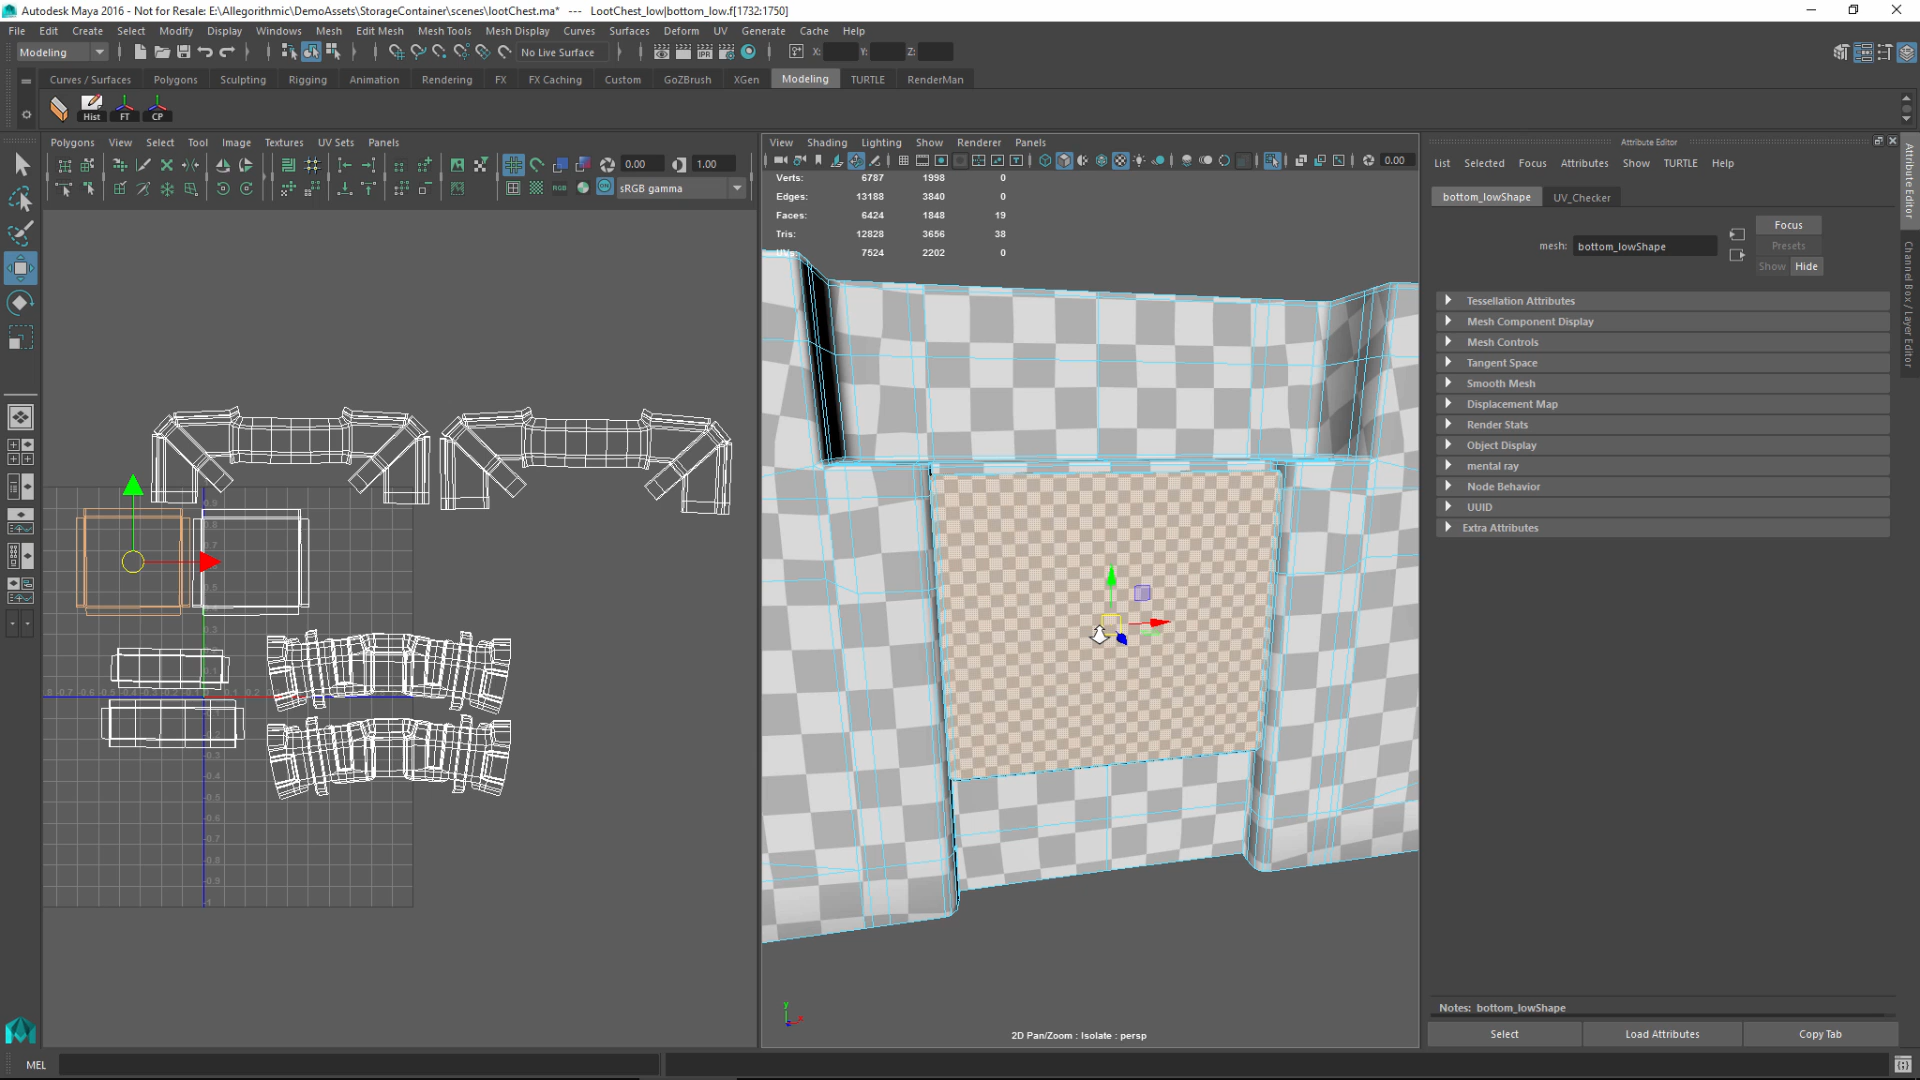 Autodesk Maya 2016 - Not for Resale: E:\Allegorithmic\DemoAssets\StorageContainer\scenes\lootChest.ma*   ---   LootChest_low|bottom_low.f[1732:1750]
File Edit Create Select Modify Display Windows Mesh Edit Mesh Mesh Tools Mesh Display Curves Surfaces Deform UV Generate Cache Help
Modeling No Live Surface X: Y: Z:
Curves / Surfaces Polygons Sculpting Rigging Animation Rendering FX FX Caching Custom GoZBrush XGen Modeling TURTLE RenderMan
Hist FT CP
Polygons View Select Tool Image Textures UV Sets Panels
0.00 1.00
RGB sRGB gamma
View Shading Lighting Show Renderer Panels
0.00
Verts: 6787 1998 0
Edges: 13188 3840 0
Faces: 6424 1848 19
Tris: 12828 3656 38
UVs: 7524 2202 0
2D Pan/Zoom : Isolate : persp
Attribute Editor
List Selected Focus Attributes Show TURTLE Help
bottom_lowShape UV_Checker
Focus
mesh: bottom_lowShape
Presets
Show Hide
Tessellation Attributes
Mesh Component Display
Mesh Controls
Tangent Space
Smooth Mesh
Displacement Map
Render Stats
Object Display
mental ray
Node Behavior
UUID
Extra Attributes
Notes: bottom_lowShape
Select Load Attributes Copy Tab
Attribute Editor
Channel Box / Layer Editor
MEL